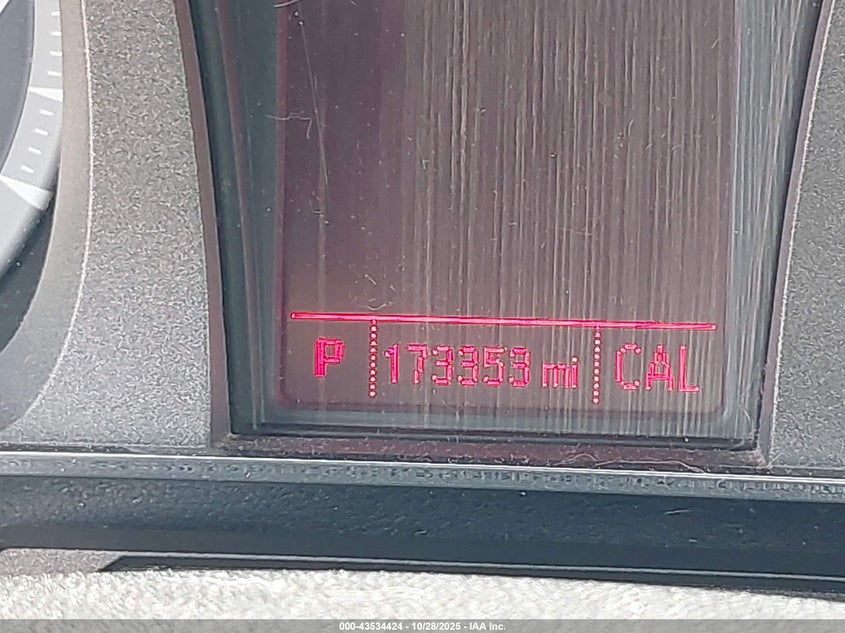 P 173353 mi CAL
000-43534424 - 10/28/2025 - IAA Inc.